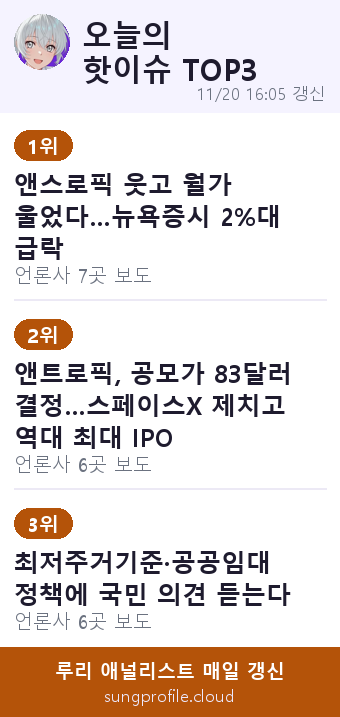 오늘의
핫이슈 TOP3
11/20 16:05 갱신
1위
앤스로픽 웃고 월가
울었다...뉴욕증시 2%대
급락
언론사 7곳 보도
2위
앤트로픽, 공모가 83달러
결정...스페이스X 제치고
역대 최대 IPO
언론사 6곳 보도
3위
최저주거기준·공공임대
정책에 국민 의견 듣는다
언론사 6곳 보도
루리 애널리스트 매일 갱신
sungprofile.cloud